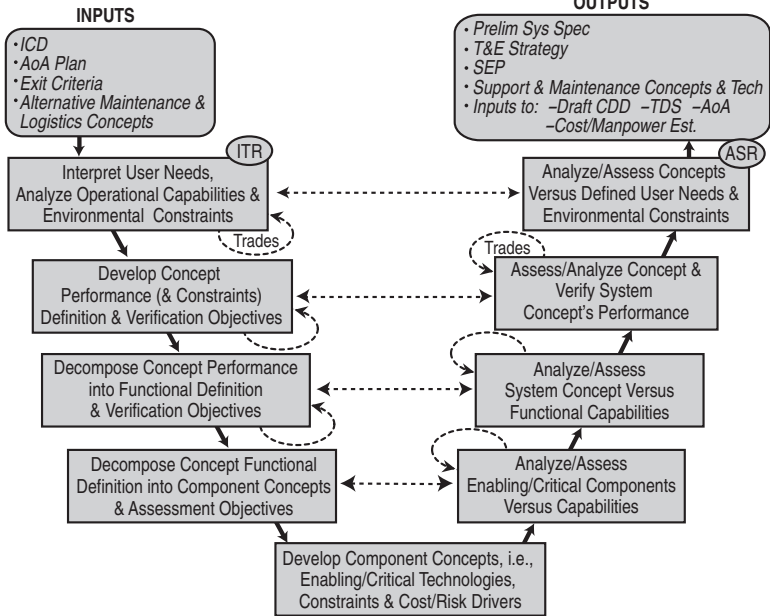 INPUTS
• ICD
• AoA Plan
• Exit Criteria
• Alternative Maintenance &
Logistics Concepts
OUTPUTS
• Prelim Sys Spec
• T&E Strategy
• SEP
• Support & Maintenance Concepts & Tech
• Inputs to: –Draft CDD –TDS –AoA
–Cost/Manpower Est.
ITR
Interpret User Needs,
Analyze Operational Capabilities &
Environmental Constraints
Trades
Develop Concept
Performance (& Constraints)
Definition & Verification Objectives
Decompose Concept Performance
into Functional Definition
& Verification Objectives
Decompose Concept Functional
Definition into Component Concepts
& Assessment Objectives
Develop Component Concepts, i.e.,
Enabling/Critical Technologies,
Constraints & Cost/Risk Drivers
Analyze/Assess
Enabling/Critical Components
Versus Capabilities
Analyze/Assess
System Concept Versus
Functional Capabilities
Trades
Assess/Analyze Concept &
Verify System
Concept's Performance
ASR
Analyze/Assess Concepts
Versus Defined User Needs &
Environmental Constraints